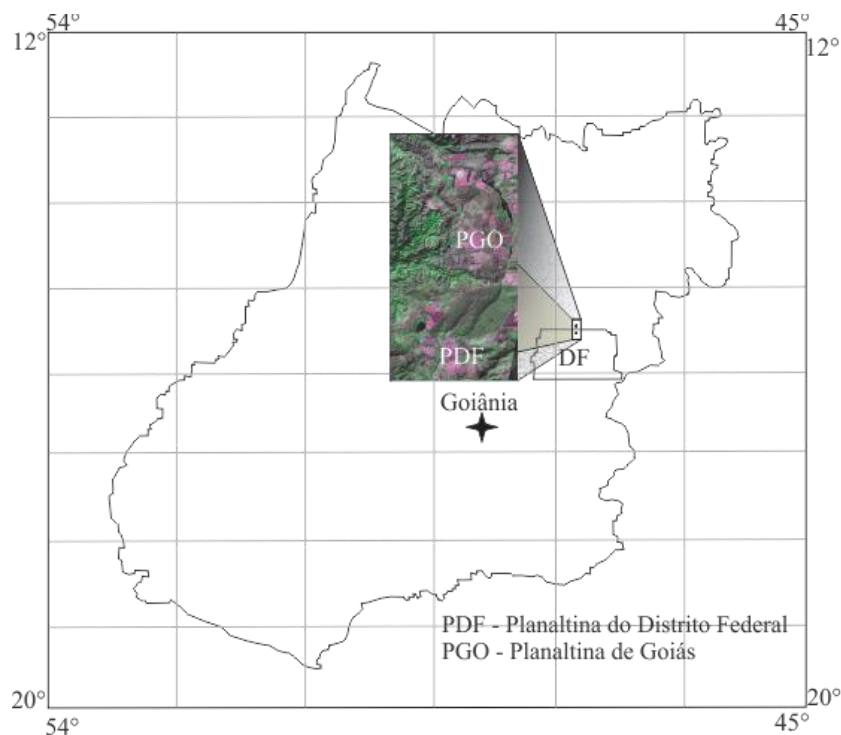 54°
45°
12°
12°
PGO
PDF
DF
Goiânia
PDF - Planaltina do Distrito Federal
PGO - Planaltina de Goiás
20°
20°
54°
45°